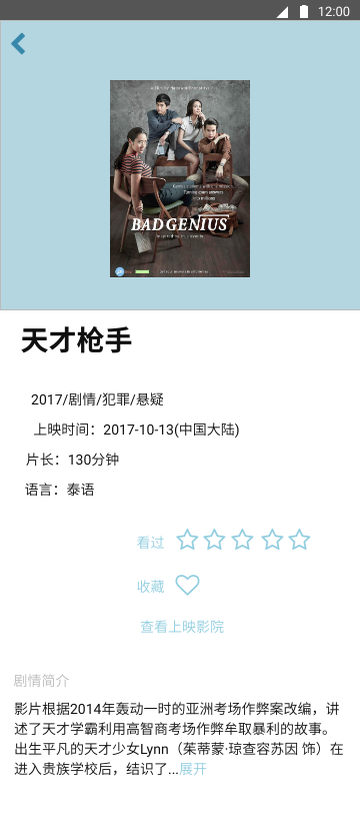 12:00
BAD GENIUS
天才枪手
2017/剧情/犯罪/悬疑
上映时间：2017-10-13(中国大陆)
片长：130分钟
语言：泰语
看过
收藏
查看上映影院
剧情简介
影片根据2014年轰动一时的亚洲考场作弊案改编，讲
述了天才学霸利用高智商考场作弊牟取暴利的故事。
出生平凡的天才少女Lynn（茱蒂蒙·琼查容苏因 饰）在
进入贵族学校后，结识了...展开